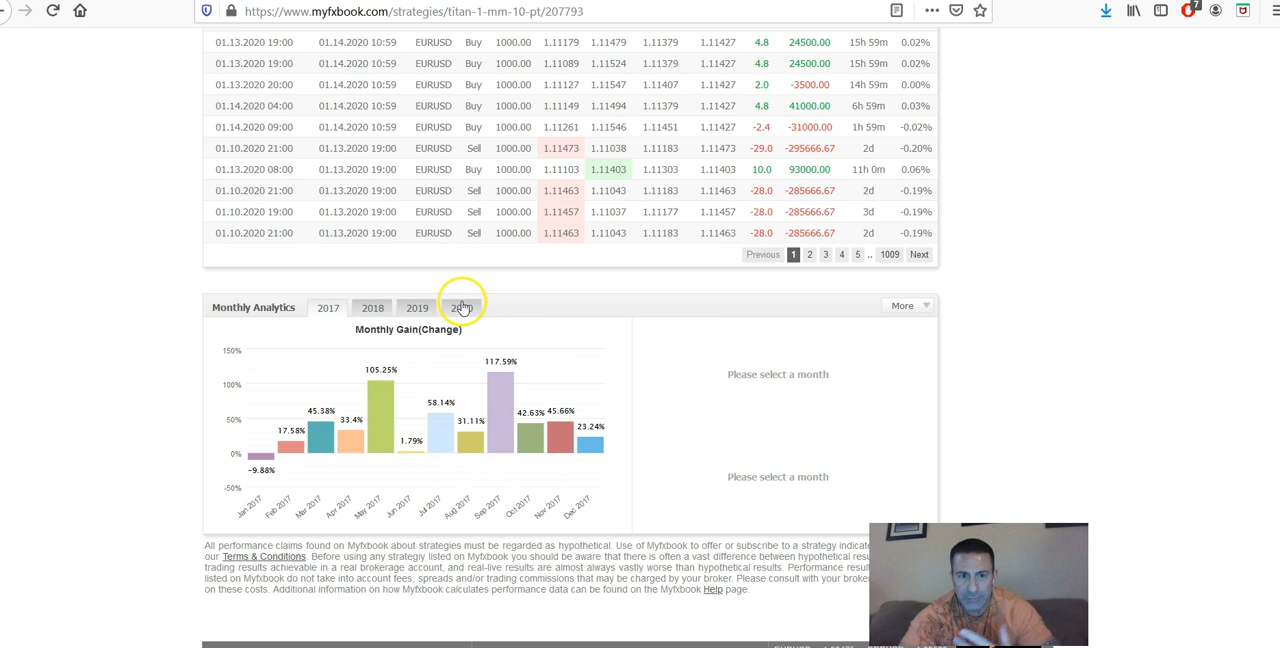 https://www.myfxbook.com/strategies/titan-1-mm-10-pt/207793
7
01.13.2020 19:00 01.14.2020 10:59 EURUSD Buy 1000.00 1.11179 1.11479 1.11379 1.11427 4.8 24500.00 15h 59m 0.02%
01.13.2020 19:00 01.14.2020 10:59 EURUSD Buy 1000.00 1.11089 1.11524 1.11379 1.11427 4.8 24500.00 15h 59m 0.02%
01.13.2020 20:00 01.14.2020 10:59 EURUSD Buy 1000.00 1.11127 1.11547 1.11407 1.11427 2.0 -3500.00 14h 59m 0.00%
01.14.2020 04:00 01.14.2020 10:59 EURUSD Buy 1000.00 1.11149 1.11494 1.11379 1.11427 4.8 41000.00 6h 59m 0.03%
01.14.2020 09:00 01.14.2020 10:59 EURUSD Buy 1000.00 1.11261 1.11546 1.11451 1.11427 -2.4 -31000.00 1h 59m -0.02%
01.10.2020 21:00 01.13.2020 19:00 EURUSD Sell 1000.00 1.11473 1.11038 1.11183 1.11473 -29.0 -295666.67 2d -0.20%
01.13.2020 08:00 01.13.2020 19:00 EURUSD Buy 1000.00 1.11103 1.11403 1.11303 1.11403 10.0 93000.00 11h 0m 0.06%
01.10.2020 21:00 01.13.2020 19:00 EURUSD Sell 1000.00 1.11463 1.11043 1.11183 1.11463 -28.0 -285666.67 2d -0.19%
01.10.2020 19:00 01.13.2020 19:00 EURUSD Sell 1000.00 1.11457 1.11037 1.11177 1.11457 -28.0 -285666.67 3d -0.19%
01.10.2020 21:00 01.13.2020 19:00 EURUSD Sell 1000.00 1.11463 1.11043 1.11183 1.11463 -28.0 -285666.67 2d -0.19%
Previous 1 2 3 4 5 .. 1009 Next
Monthly Analytics 2017 2018 2019 More
Monthly Gain(Change)
150%
100%
50%
0%
-50%
-9.88% 17.58% 45.38% 33.4% 105.25% 1.79% 58.14% 31.11% 117.59% 42.63% 45.66% 23.24%
Jan 2017 Feb 2017 Mar 2017 Apr 2017 May 2017 Jun 2017 Jul 2017 Aug 2017 Sep 2017 Oct 2017 Nov 2017 Dec 2017
Please select a month
Please select a month
All performance claims found on Myfxbook about strategies must be regarded as hypothetical. Use of Myfxbook to offer or subscribe to a strategy
our Terms & Conditions. Before using any strategy listed on Myfxbook you should be aware that there is often a vast difference between hypothetical
trading results achievable in a real brokerage account, and real-live results are almost always vastly worse than hypothetical results. Performance
listed on Myfxbook do not take into account fees, spreads and/or trading commissions that may be charged by your broker. Please consult with your
on these costs. Additional information on how Myfxbook calculates performance data can be found on the Myfxbook Help page.